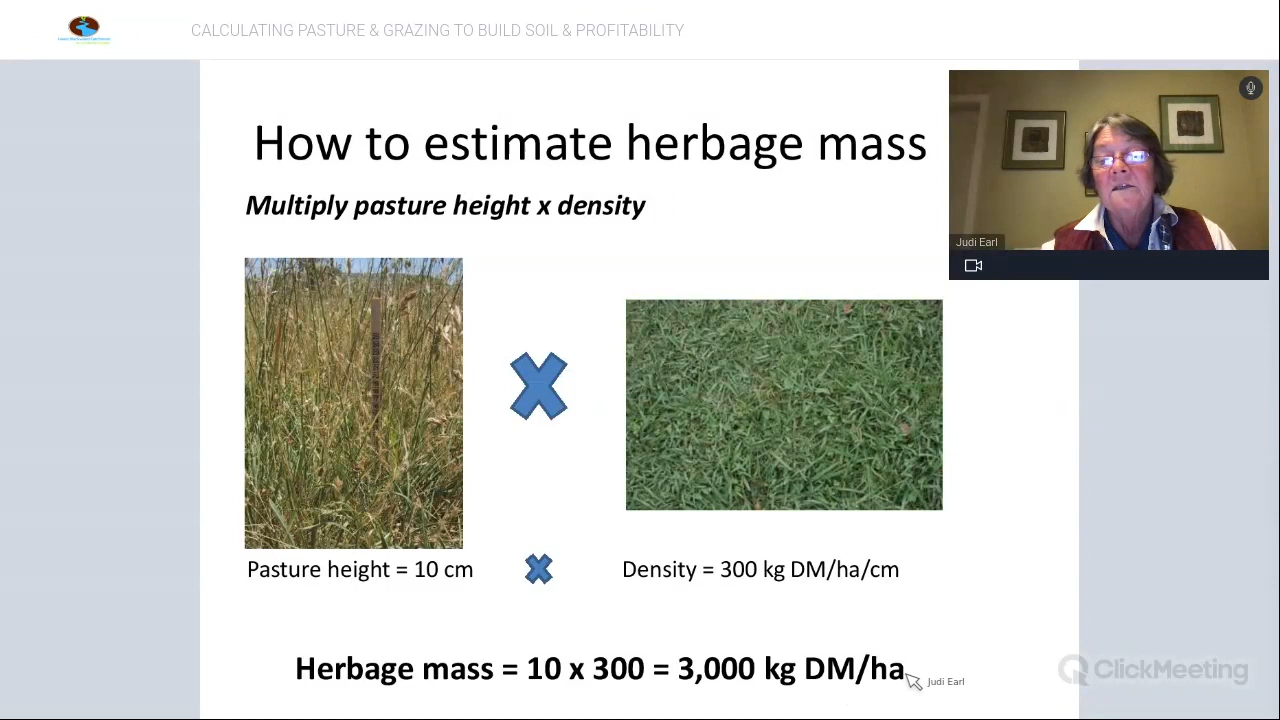 CALCULATING PASTURE & GRAZING TO BUILD SOIL & PROFITABILITY
How to estimate herbage mass
Multiply pasture height x density
Judi Earl
Pasture height = 10 cm
Density = 300 kg DM/ha/cm
Herbage mass = 10 x 300 = 3,000 kg DM/ha
Judi Earl
ClickMeeting